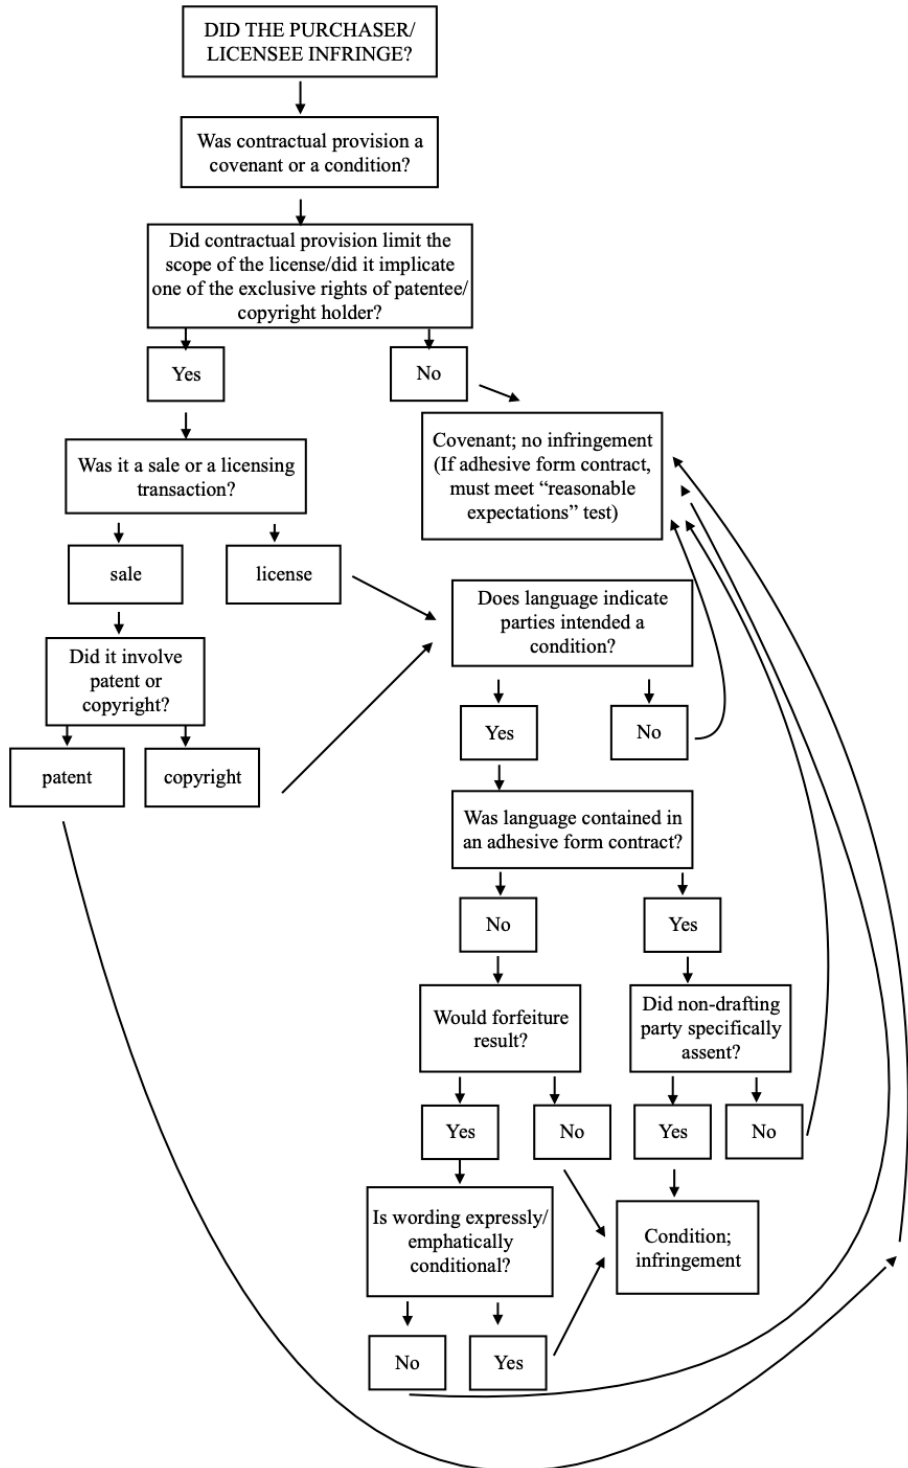 DID THE PURCHASER/
LICENSEE INFRINGE?
Was contractual provision a
covenant or a condition?
Did contractual provision limit the
scope of the license/did it implicate
one of the exclusive rights of patentee/
copyright holder?
Yes
No
Covenant; no infringement
(If adhesive form contract,
must meet “reasonable
expectations” test)
Was it a sale or a licensing
transaction?
sale
license
Does language indicate
parties intended a
condition?
Did it involve
patent or
copyright?
Yes
No
patent
copyright
Was language contained in
an adhesive form contract?
No
Yes
Would forfeiture
result?
Did non-drafting
party specifically
assent?
Yes
No
Yes
No
Is wording expressly/
emphatically
conditional?
Condition;
infringement
No
Yes